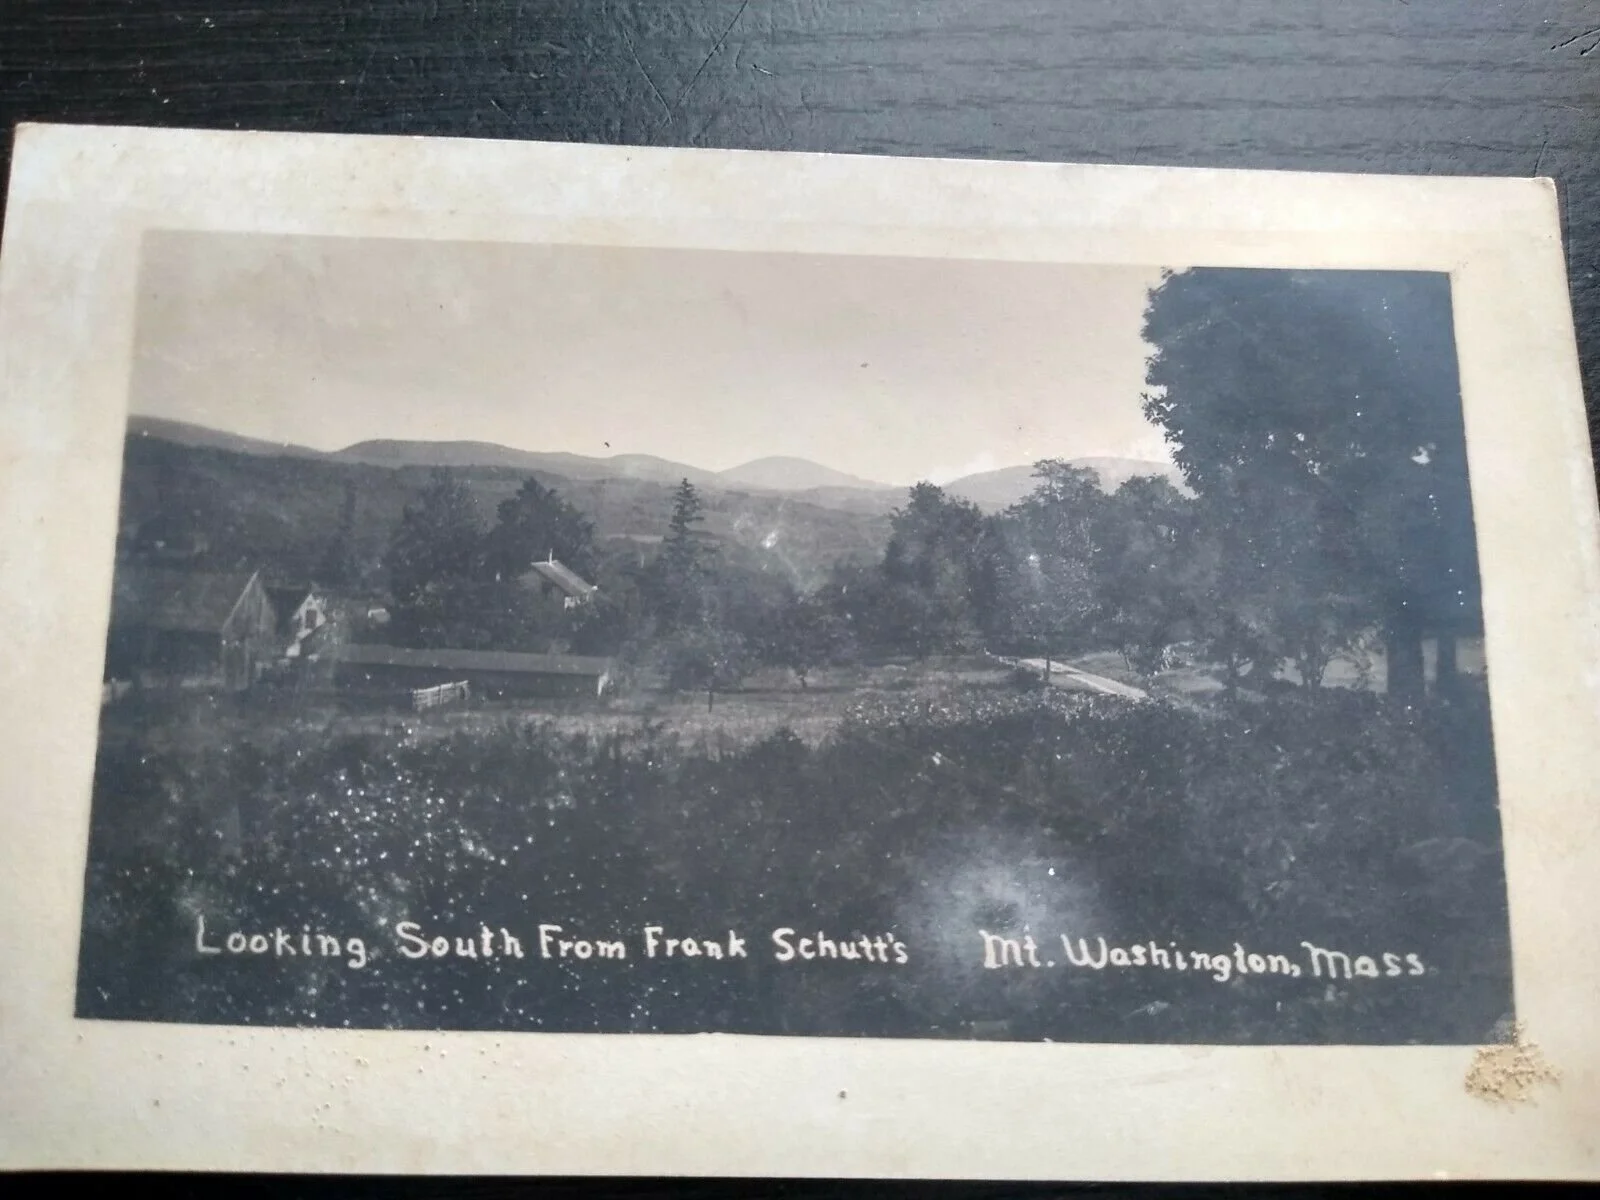 Looking South From Frank Schutt's Mt. Washington, Mass.